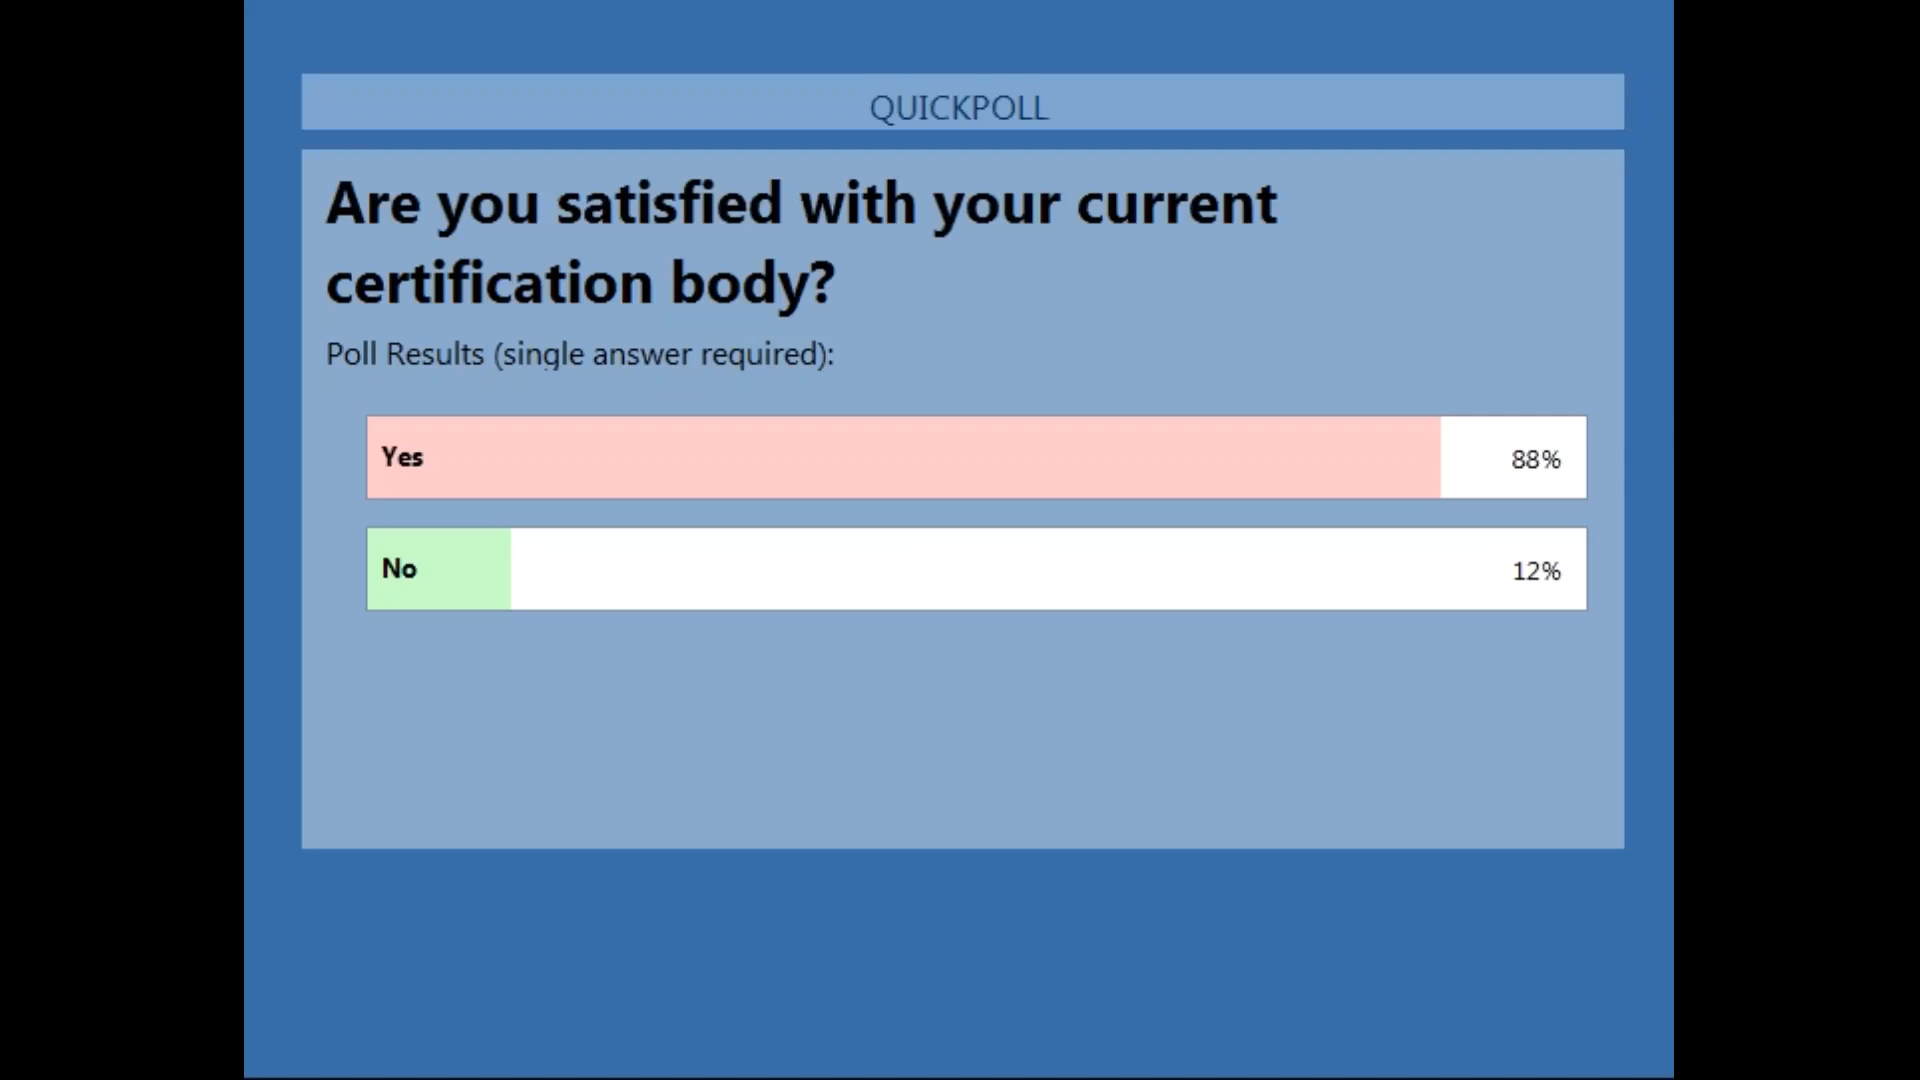 QUICKPOLL
Are you satisfied with your current
certification body?
Poll Results (single answer required):
Yes 88%
No 12%